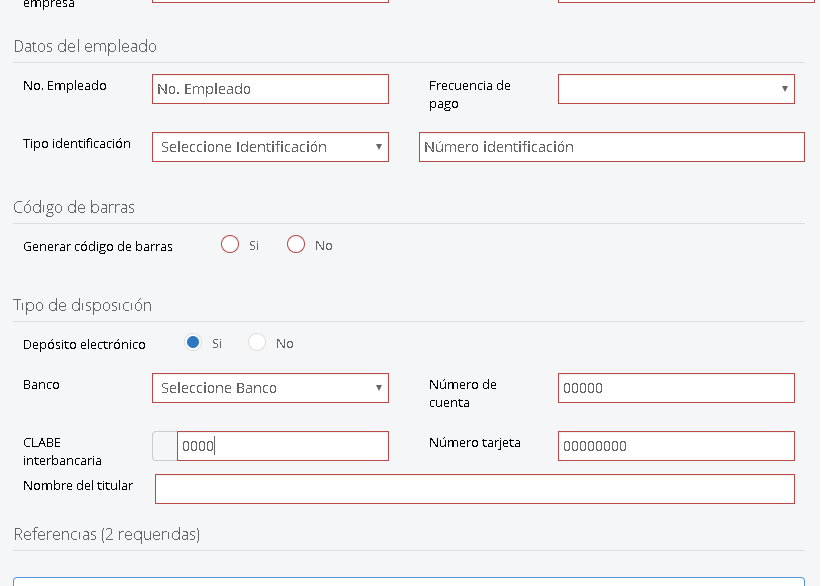 empresa
Datos del empleado
No. Empleado No. Empleado Frecuencia de pago
Tipo identificación Seleccione Identificación Número identificación
Código de barras
Generar código de barras Si No
Tipo de disposición
Depósito electrónico Si No
Banco Seleccione Banco Número de cuenta 00000
CLABE interbancaria 0000 Número tarjeta 00000000
Nombre del titular
Referencias (2 requeridas)